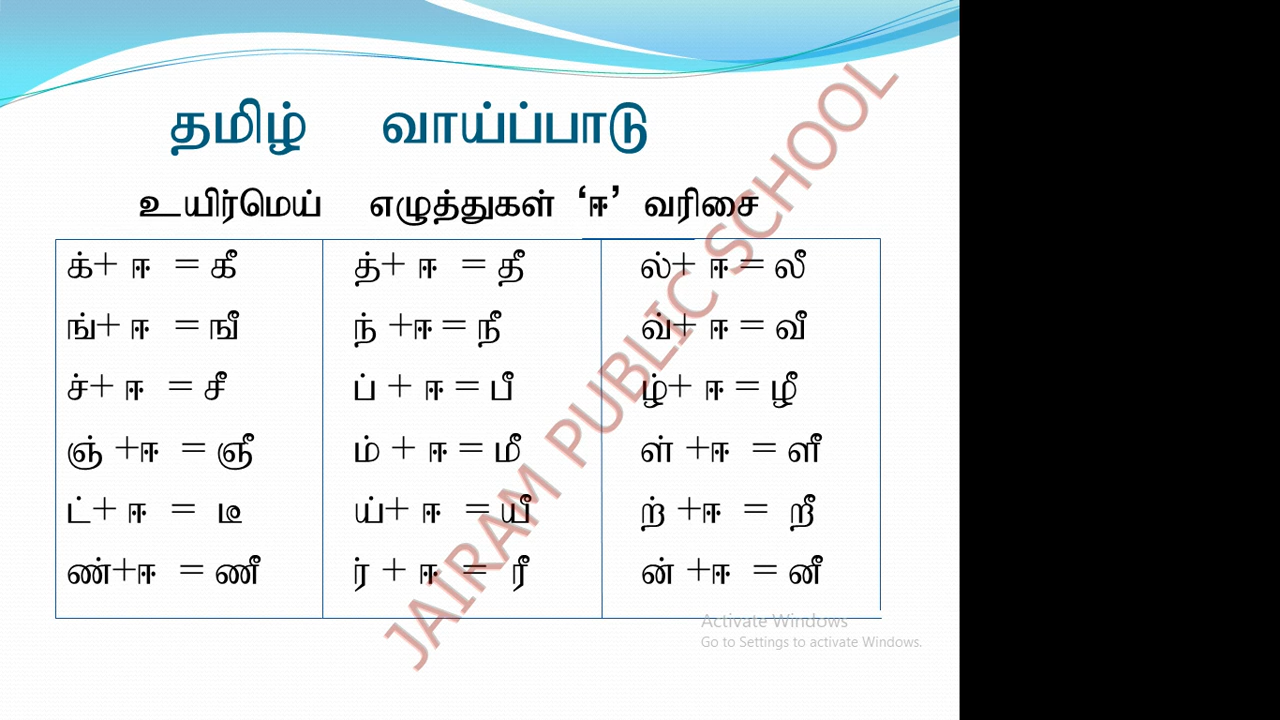 தமிழ் வாய்ப்பாடு
உயிர்மெய் எழுத்துகள் ‘ஈ’ வரிசை
க்+ ஈ = கீ
ங்+ ஈ = ஙீ
ச்+ ஈ = சீ
ஞ் +ஈ = ஞீ
ட்+ ஈ = டீ
ண்+ஈ = ணீ
த்+ ஈ = தீ
ந் +ஈ = நீ
ப் + ஈ = பீ
ம் + ஈ = மீ
ய்+ ஈ = யீ
ர் + ஈ = ரீ
ல்+ ஈ = லீ
வ்+ ஈ = வீ
ழ்+ ஈ = ழீ
ள் +ஈ = ளீ
ற் +ஈ = றீ
ன் +ஈ = னீ
JAIRAM PUBLIC SCHOOL
Activate Windows
Go to Settings to activate Windows.